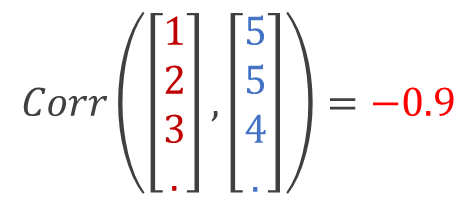 Corr([1 2 3 .], [5 5 4 .]) = −0.9